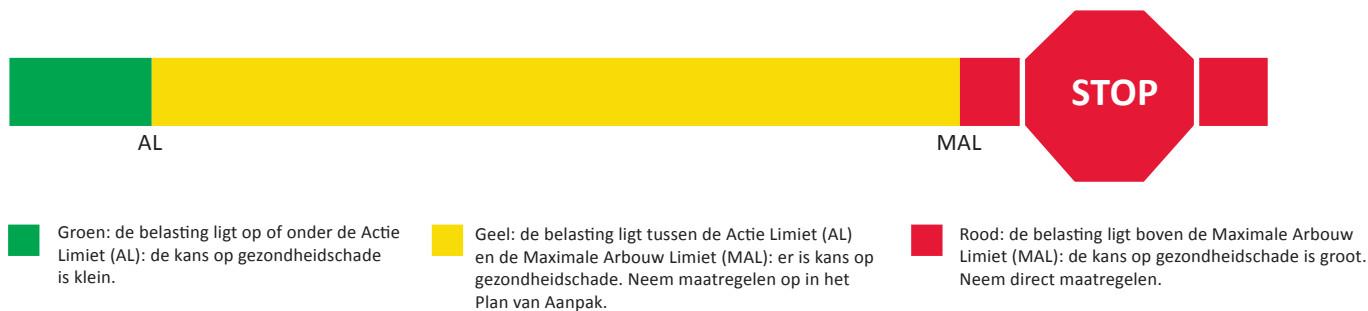 STOP
AL
MAL
Groen: de belasting ligt op of onder de Actie
Limiet (AL): de kans op gezondheidschade
is klein.
Geel: de belasting ligt tussen de Actie Limiet (AL)
en de Maximale Arbouw Limiet (MAL): er is kans op
gezondheidschade. Neem maatregelen op in het
Plan van Aanpak.
Rood: de belasting ligt boven de Maximale Arbouw
Limiet (MAL): de kans op gezondheidschade is groot.
Neem direct maatregelen.